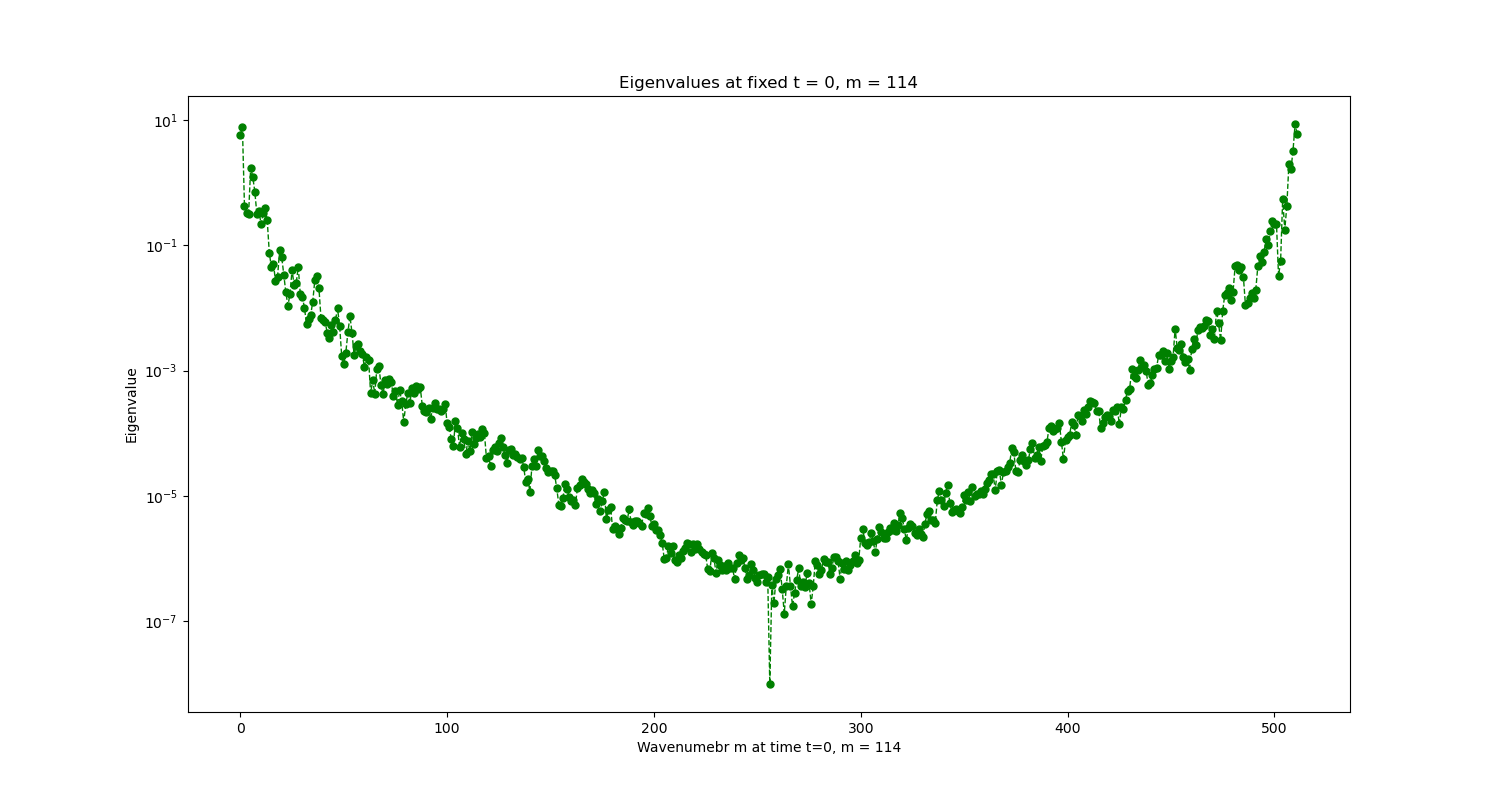 Eigenvalues at fixed t = 0, m = 114
10^1
10^-1
10^-3
10^-5
10^-7
Eigenvalue
0 100 200 300 400 500
Wavenumebr m at time t=0, m = 114